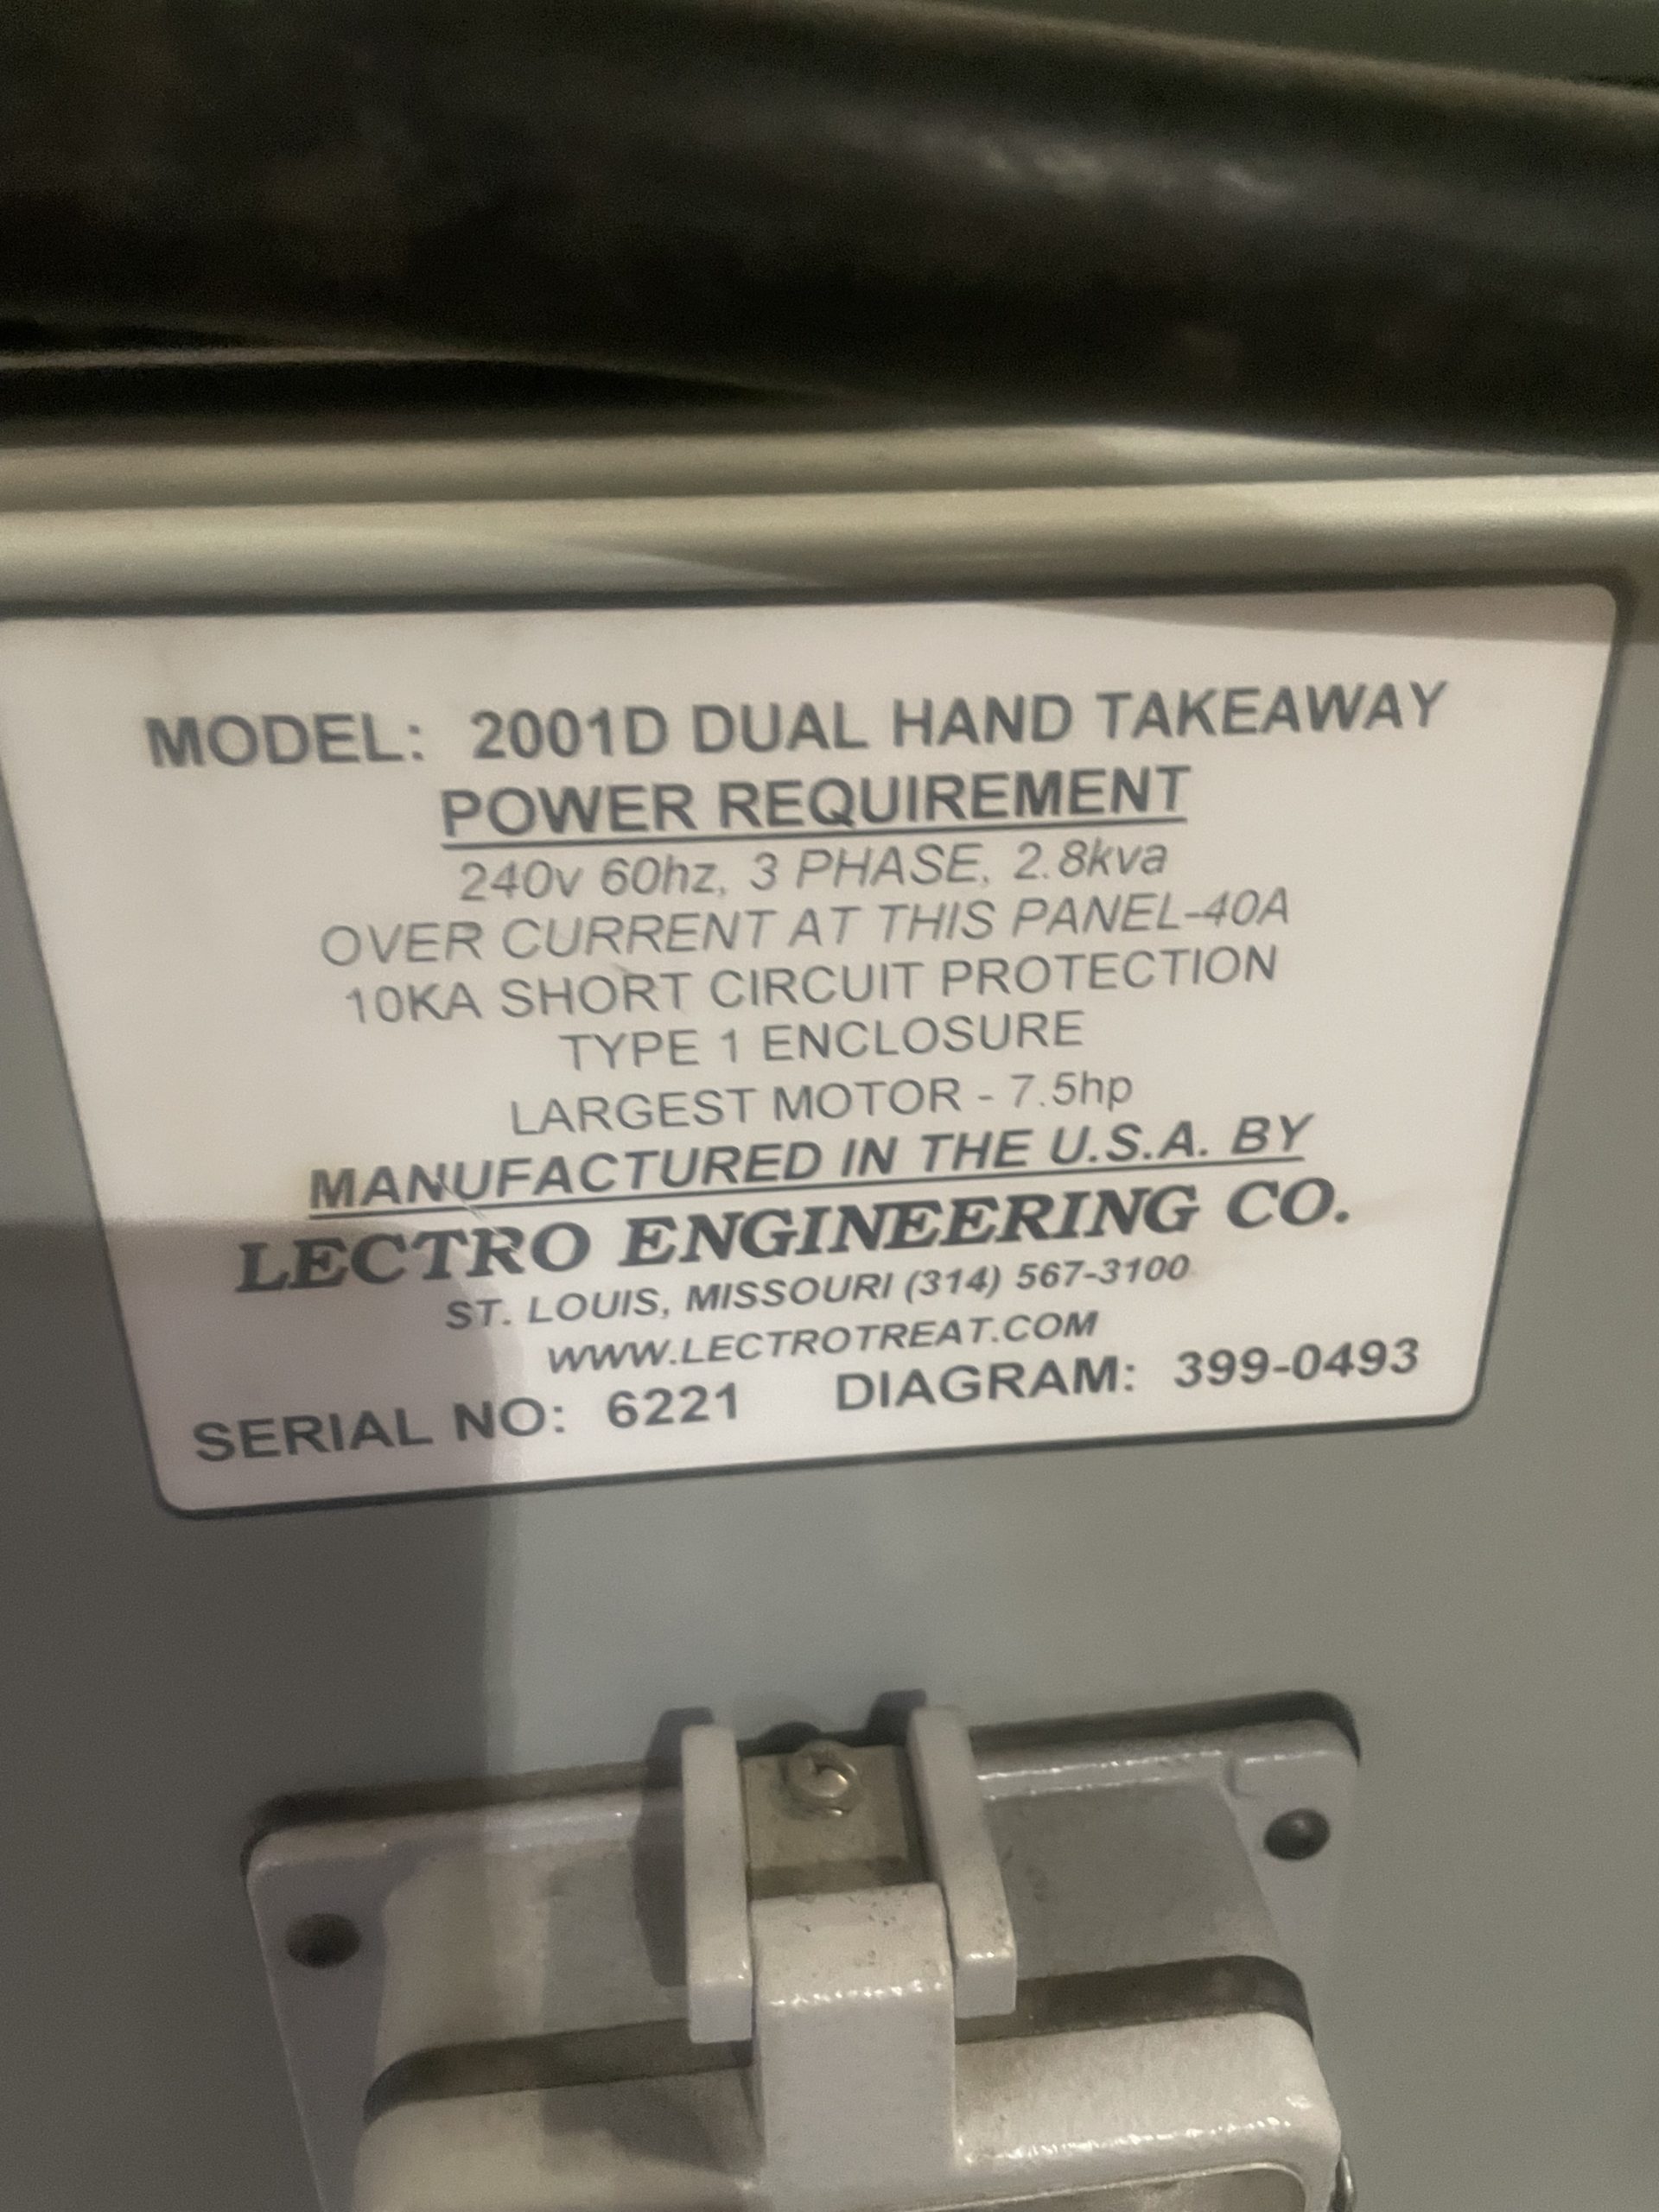 MODEL: 2001D DUAL HAND TAKEAWAY
POWER REQUIREMENT
240v 60hz, 3 PHASE, 2.8kva
OVER CURRENT AT THIS PANEL-40A
10KA SHORT CIRCUIT PROTECTION
TYPE 1 ENCLOSURE
LARGEST MOTOR - 7.5hp
MANUFACTURED IN THE U.S.A. BY
LECTRO ENGINEERING CO.
ST. LOUIS, MISSOURI (314) 567-3100
WWW.LECTROTREAT.COM
SERIAL NO: 6221 DIAGRAM: 399-0493